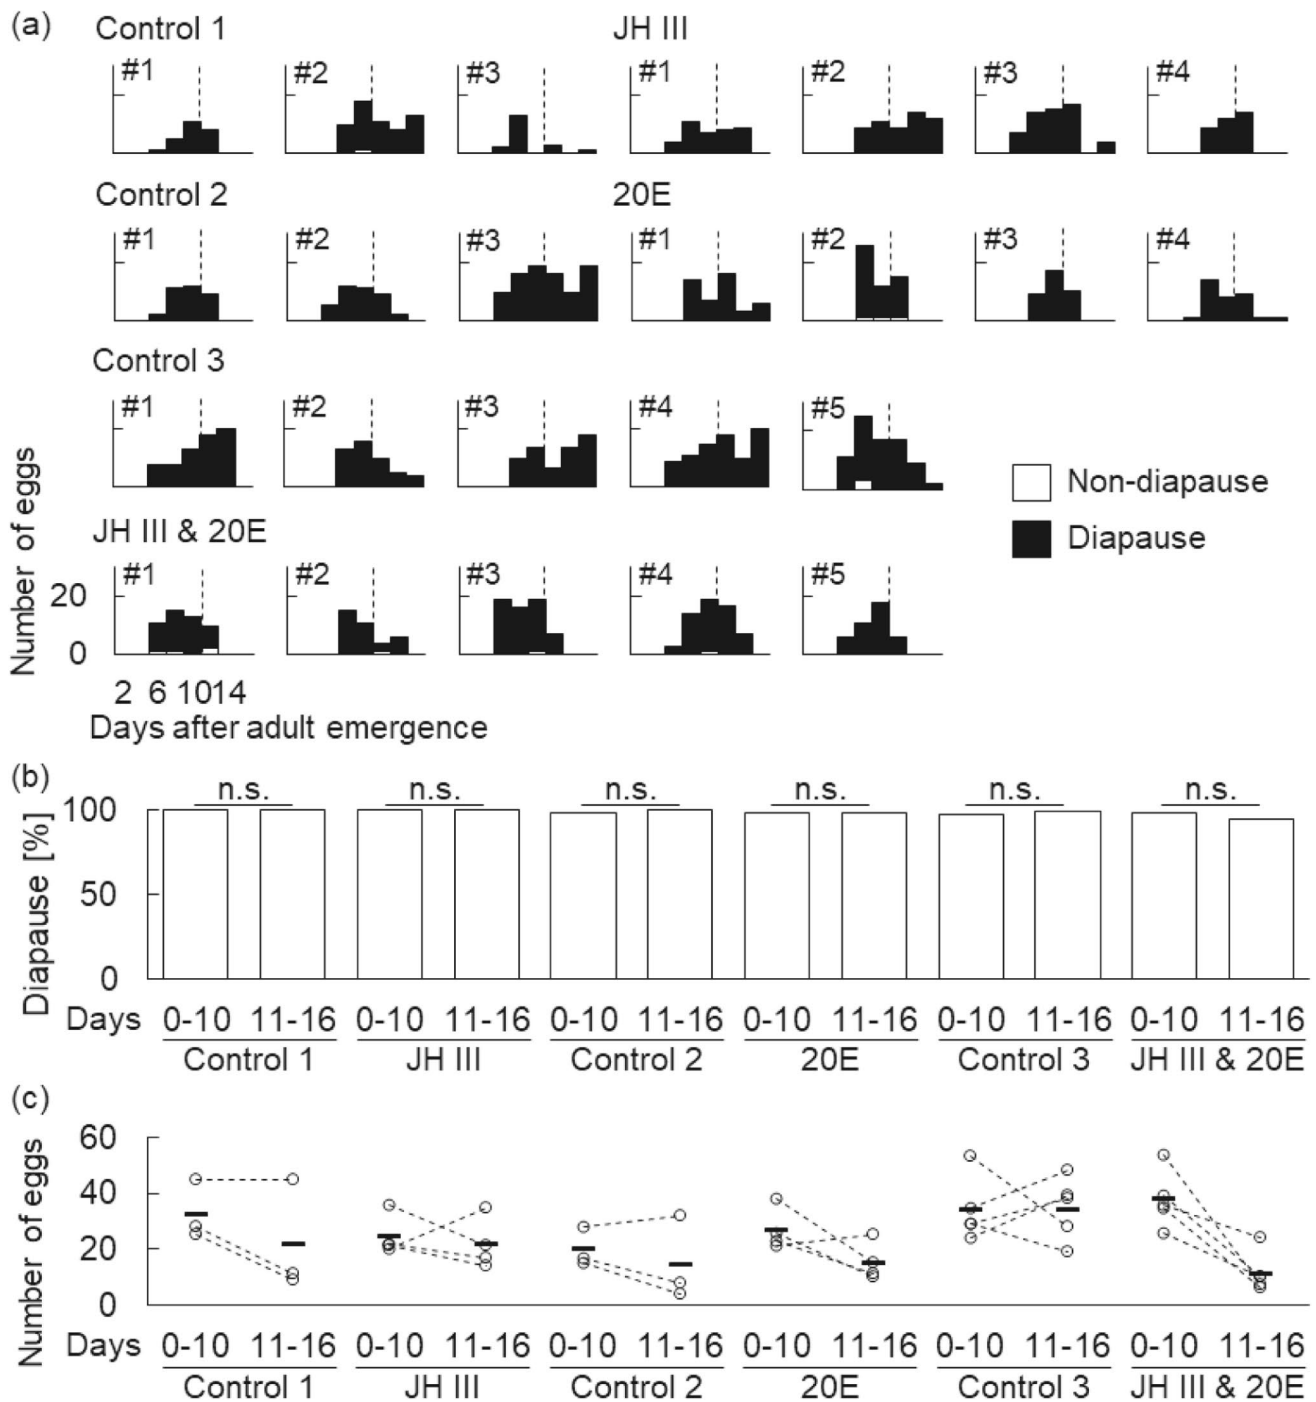 (a)
Control 1 JH III
#1 #2 #3 #1 #2 #3 #4
Control 2 20E
#1 #2 #3 #1 #2 #3 #4
Control 3
#1 #2 #3 #4 #5
Non-diapause
Diapause
JH III & 20E
#1 #2 #3 #4 #5
Number of eggs
20
0
2 6 10 14
Days after adult emergence
(b)
n.s. n.s. n.s. n.s. n.s. n.s.
Diapause [%]
100
50
0
Days 0-10 11-16 0-10 11-16 0-10 11-16 0-10 11-16 0-10 11-16 0-10 11-16
Control 1 JH III Control 2 20E Control 3 JH III & 20E
(c)
Number of eggs
60
40
20
0
Days 0-10 11-16 0-10 11-16 0-10 11-16 0-10 11-16 0-10 11-16 0-10 11-16
Control 1 JH III Control 2 20E Control 3 JH III & 20E